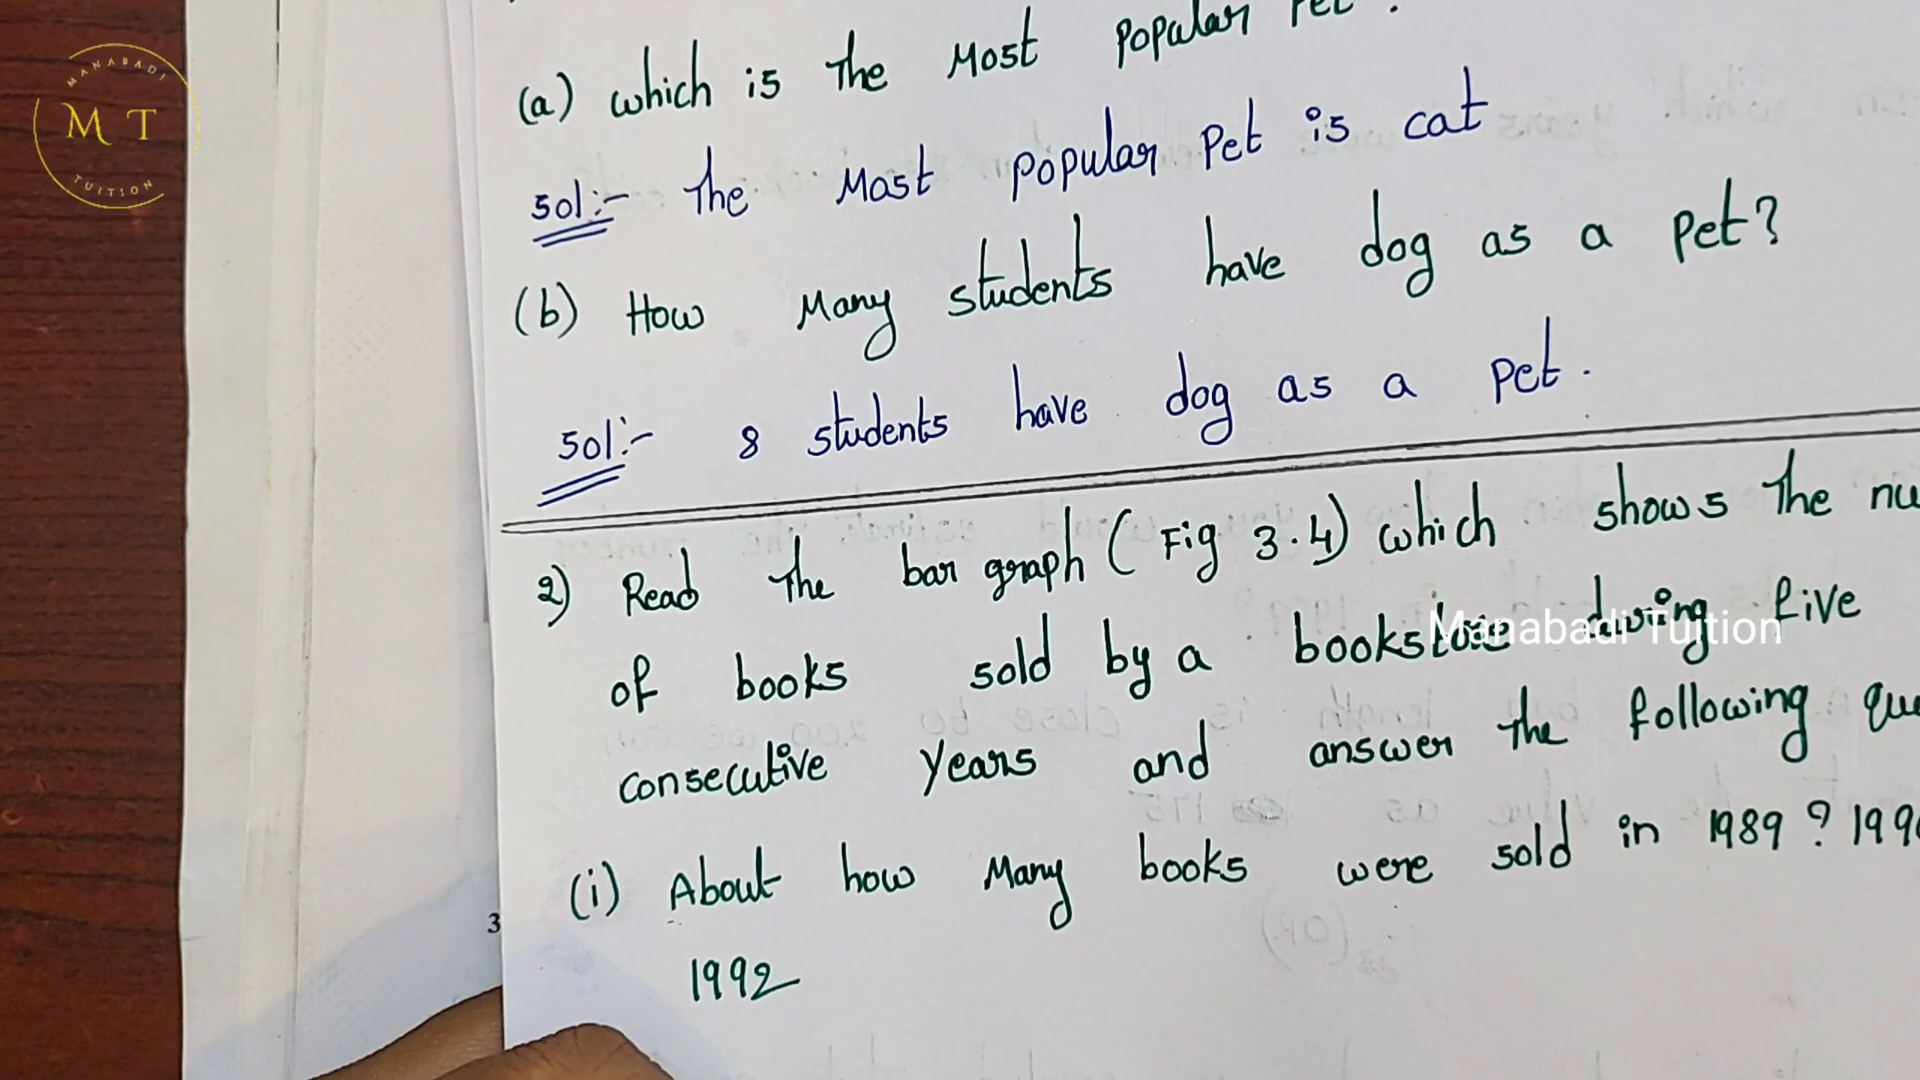 MANABADI
M T
TUITION
(a) which is The Most popular Pet?
Sol:- The Most popular Pet is cat
(b) How Many students have dog as a pet?
Sol:- 8 students have dog as a pet.
2) Read The bar graph (Fig 3.4) which shows The nu
of books sold by a bookstore during five
Manabadi Tuition
consecutive years and answer The following que
(i) About how Many books were sold in 1989? 199
3
1992